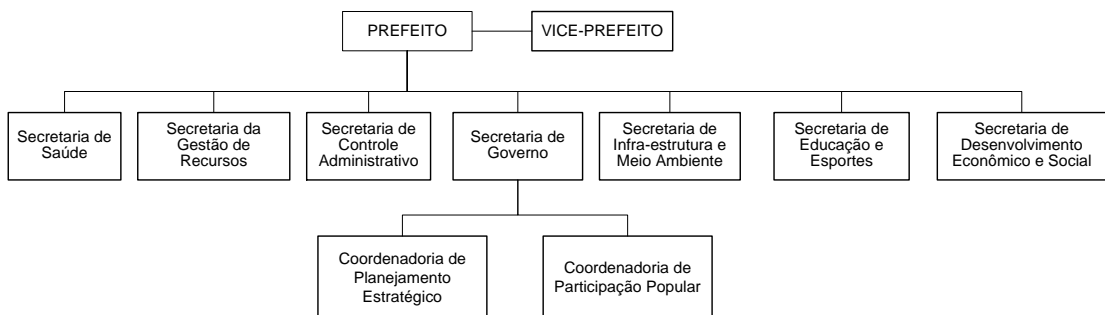 PREFEITO
VICE-PREFEITO
Secretaria de
Saúde
Secretaria da
Gestão de
Recursos
Secretaria de
Controle
Administrativo
Secretaria de
Governo
Secretaria de
Infra-estrutura e
Meio Ambiente
Secretaria de
Educação e
Esportes
Secretaria de
Desenvolvimento
Econômico e Social
Coordenadoria de
Planejamento
Estratégico
Coordenadoria de
Participação Popular